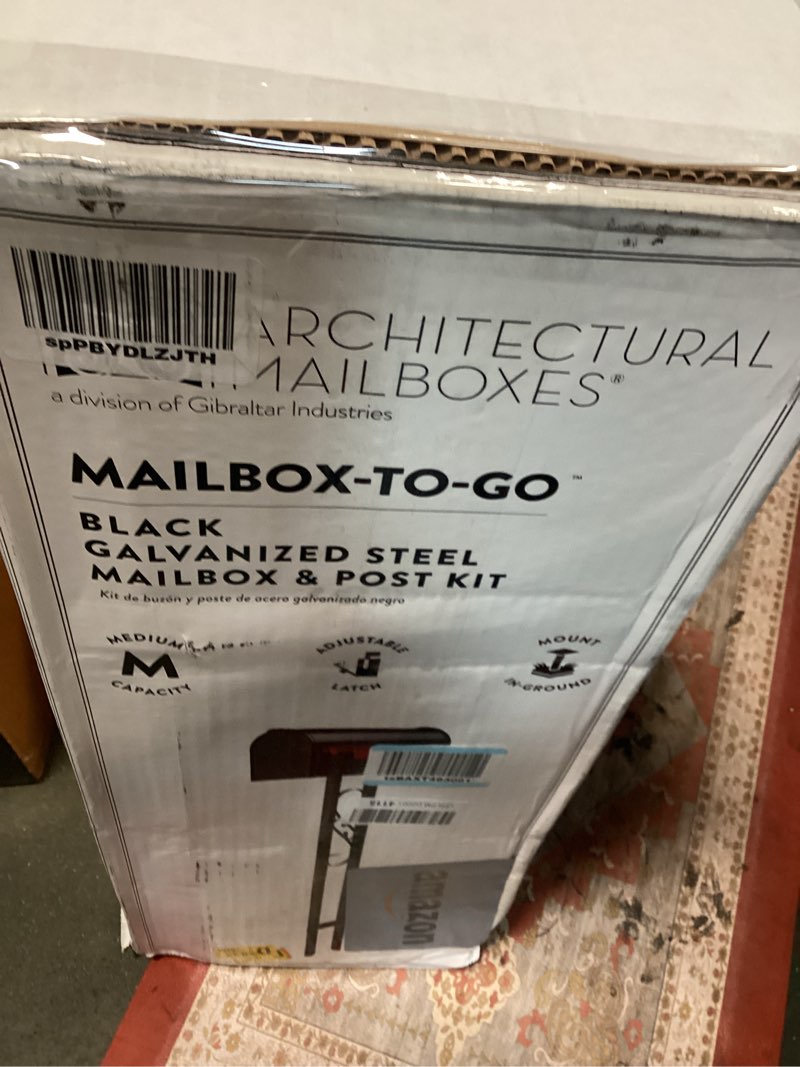 spPBYDLZJTH
ARCHITECTURAL
MAILBOXES®
a division of Gibraltar Industries
MAILBOX-TO-GO™
BLACK
GALVANIZED STEEL
MAILBOX & POST KIT
Kit de buzón y poste de acero galvanizado negro
MEDIUM
M
CAPACITY
ADJUSTABLE
LATCH
MOUNT
IN-GROUND
amazon